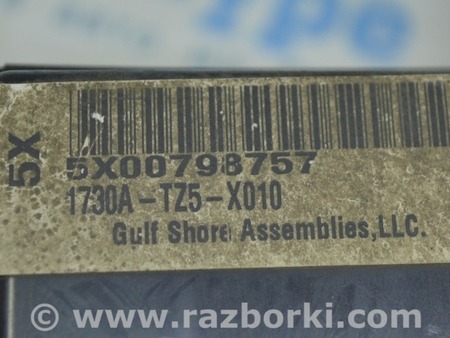 5X
5X00798757
1730A-TZ5-X010
Gulf Shore Assemblies,LLC.
© www.razborki.com